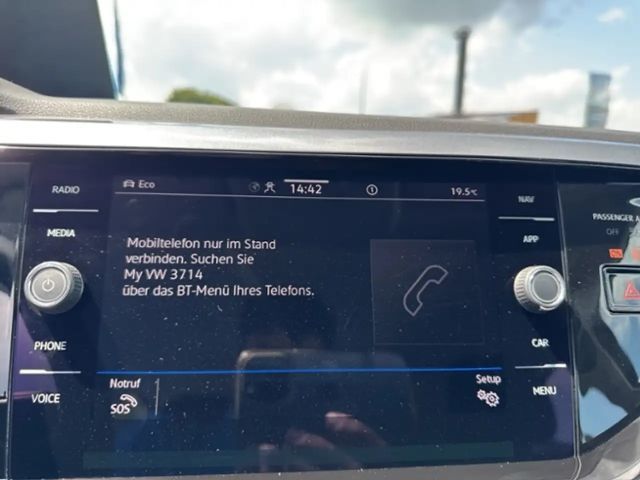 RADIO
MEDIA
PHONE
VOICE
Eco
14:42
19.5°C
Mobiltelefon nur im Stand
verbinden. Suchen Sie
My VW 3714
über das BT-Menü Ihres Telefons.
Notruf
SOS
Setup
NAV
APP
CAR
MENU
PASSENGER A
OFF